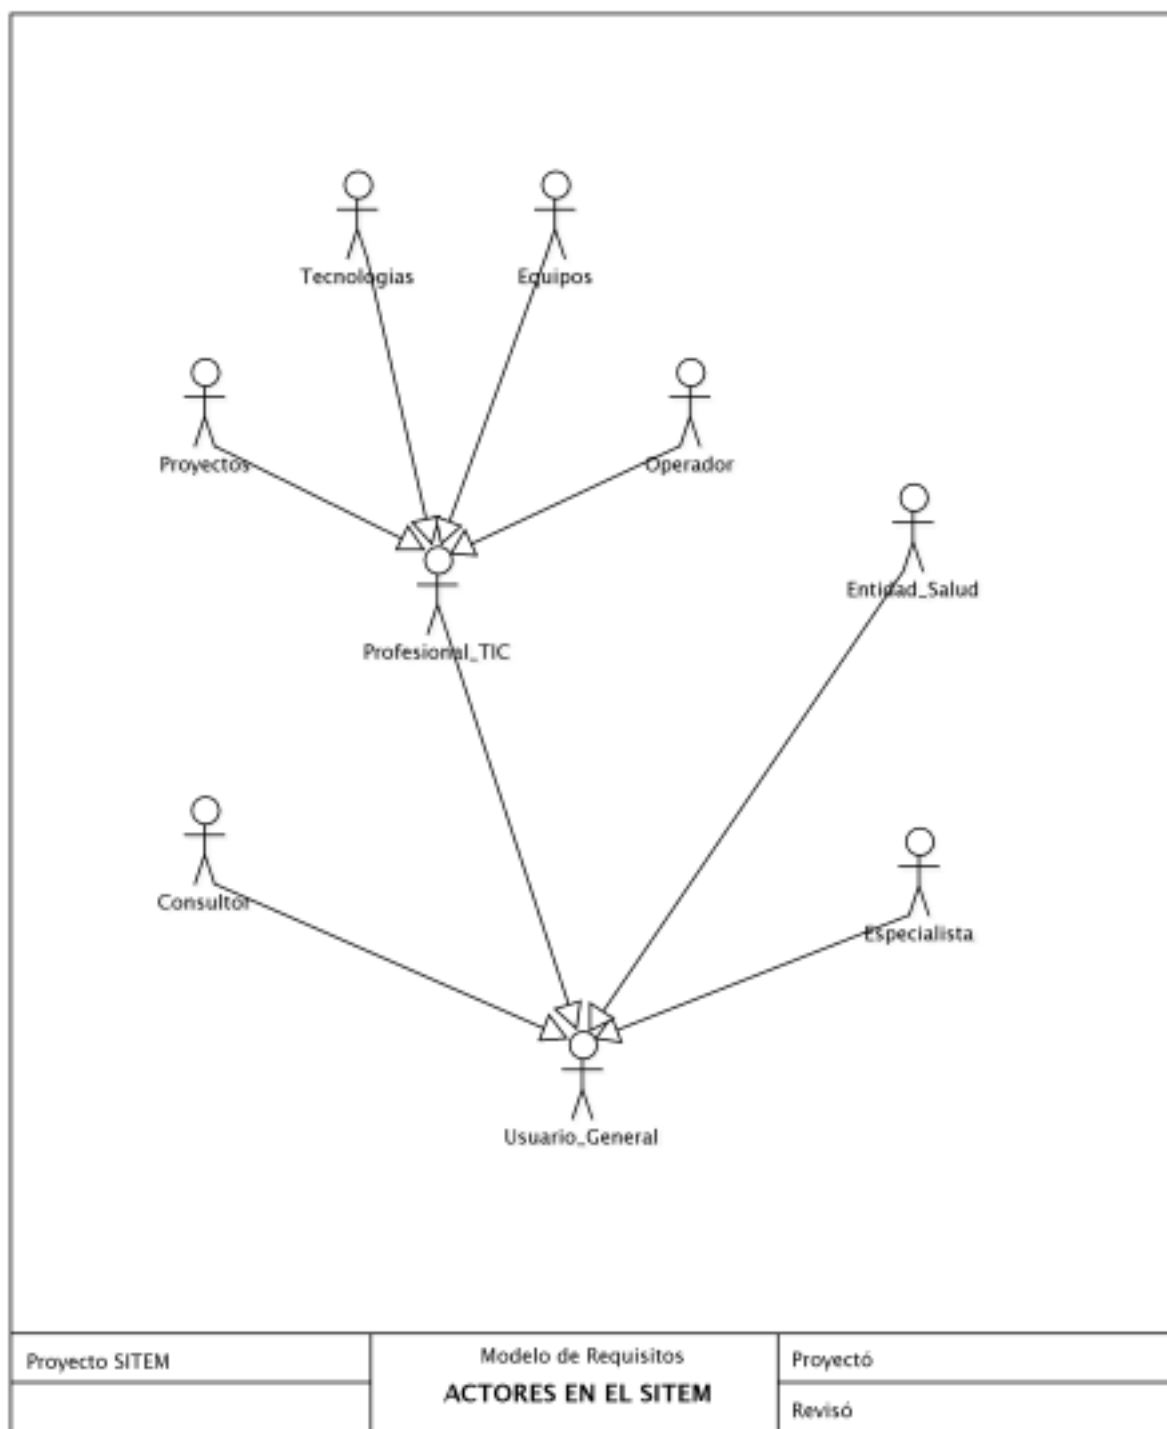 Tecnologias
Equipos
Proyectos
Operador
Entidad_Salud
Profesional_TIC
Consultor
Especialista
Usuario_General
Proyecto SITEM
Modelo de Requisitos
ACTORES EN EL SITEM
Proyectó
Revisó